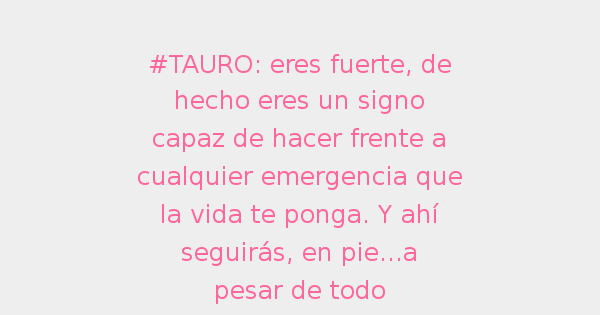 #TAURO: eres fuerte, de
hecho eres un signo
capaz de hacer frente a
cualquier emergencia que
la vida te ponga. Y ahí
seguirás, en pie...a
pesar de todo